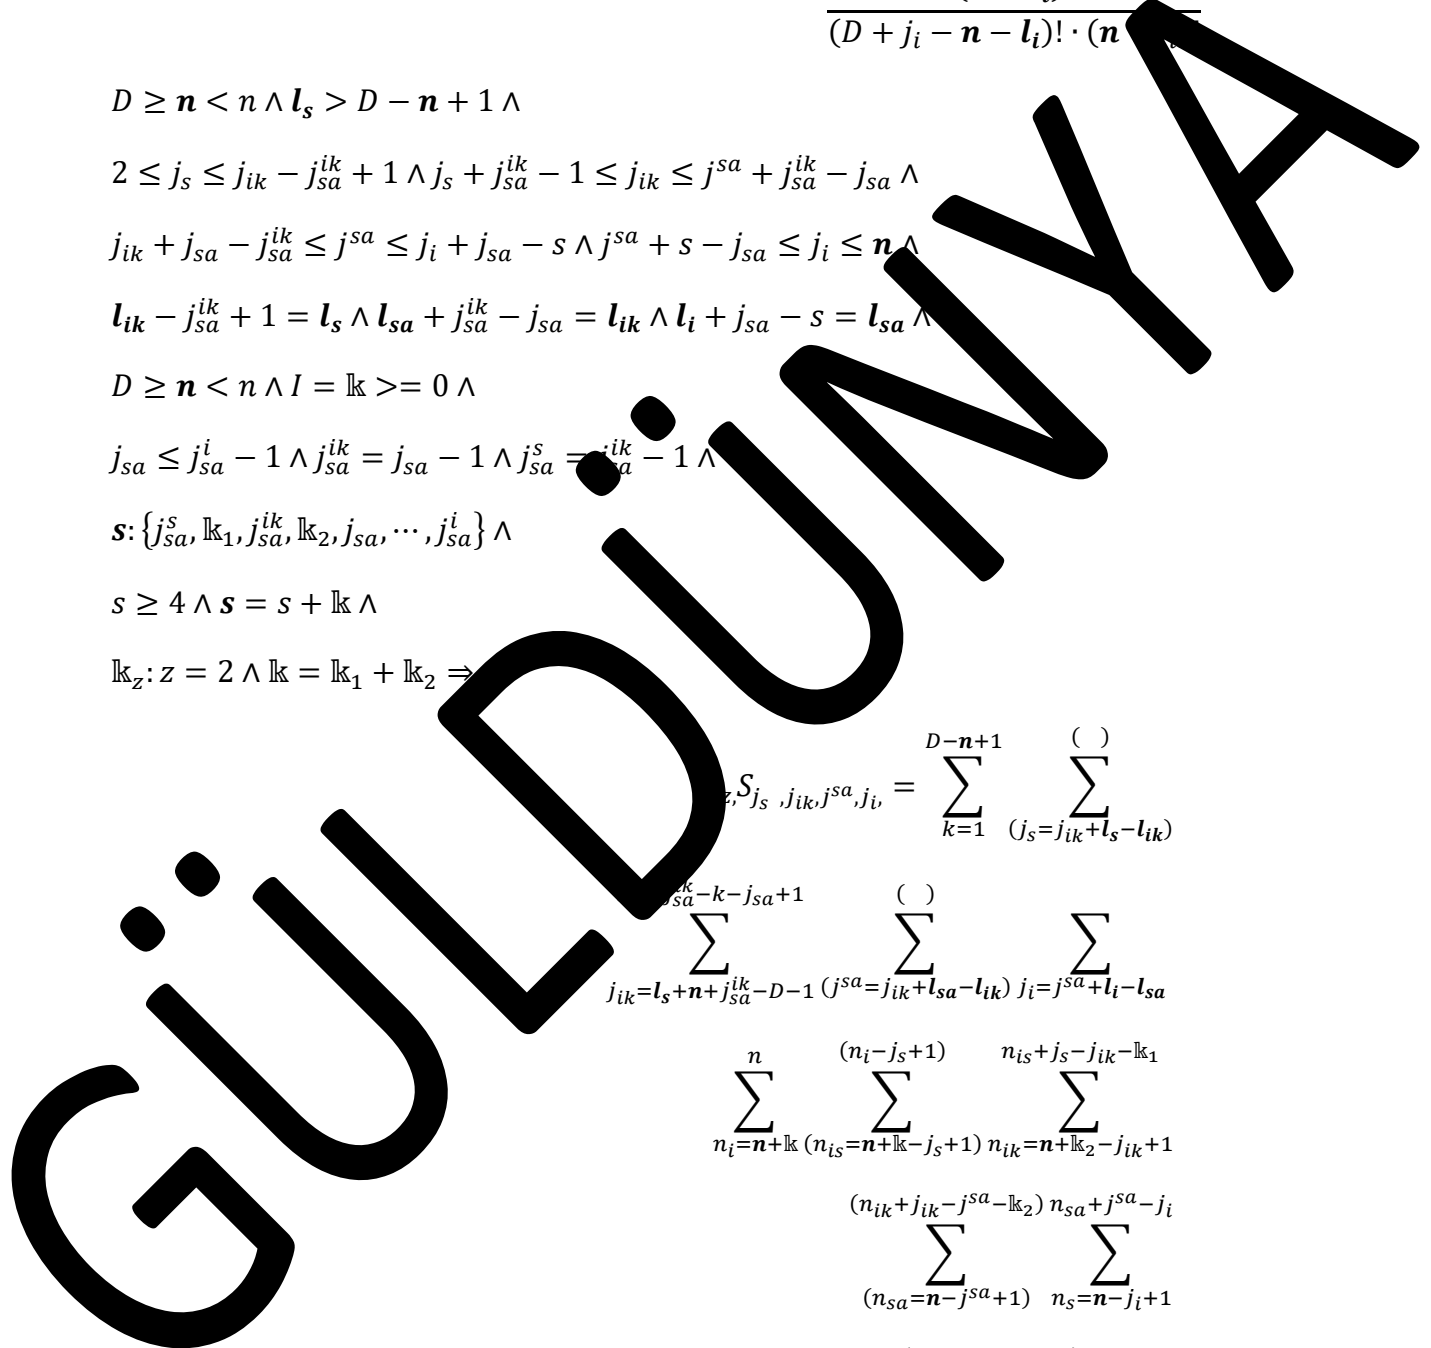 (D + j_i − n − l_i)! · (n
D ≥ n < n ∧ l_s > D − n + 1 ∧
2 ≤ j_s ≤ j_ik − j_sa^ik + 1 ∧ j_s + j_sa^ik − 1 ≤ j_ik ≤ j^sa + j_sa^ik − j_sa ∧
j_ik + j_sa − j_sa^ik ≤ j^sa ≤ j_i + j_sa − s ∧ j^sa + s − j_sa ≤ j_i ≤ n ∧
l_ik − j_sa^ik + 1 = l_s ∧ l_sa + j_sa^ik − j_sa = l_ik ∧ l_i + j_sa − s = l_sa ∧
D ≥ n < n ∧ I = 𝕜 >= 0 ∧
j_sa ≤ j_sa^i − 1 ∧ j_sa^ik = j_sa − 1 ∧ j_sa^s = j_sa^ik − 1 ∧
s: {j_sa^s, 𝕜_1, j_sa^ik, 𝕜_2, j_sa, ⋯ , j_sa^i} ∧
s ≥ 4 ∧ s = s + 𝕜 ∧
𝕜_z: z = 2 ∧ 𝕜 = 𝕜_1 + 𝕜_2 ⇒
D−n+1 ( )
z, S_{j_s ,j_ik,j^sa,j_i,} = ∑ ∑
k=1 (j_s=j_ik+l_s−l_ik)
j_sa^ik−k−j_sa+1 ( )
∑ ∑ ∑
j_ik=l_s+n+j_sa^ik−D−1 (j^sa=j_ik+l_sa−l_ik) j_i=j^sa+l_i−l_sa
n (n_i−j_s+1) n_is+j_s−j_ik−𝕜_1
∑ ∑ ∑
n_i=n+𝕜 (n_is=n+𝕜−j_s+1) n_ik=n+𝕜_2−j_ik+1
(n_ik+j_ik−j^sa−𝕜_2) n_sa+j^sa−j_i
∑ ∑
(n_sa=n−j^sa+1) n_s=n−j_i+1
GÜLDÜNYA